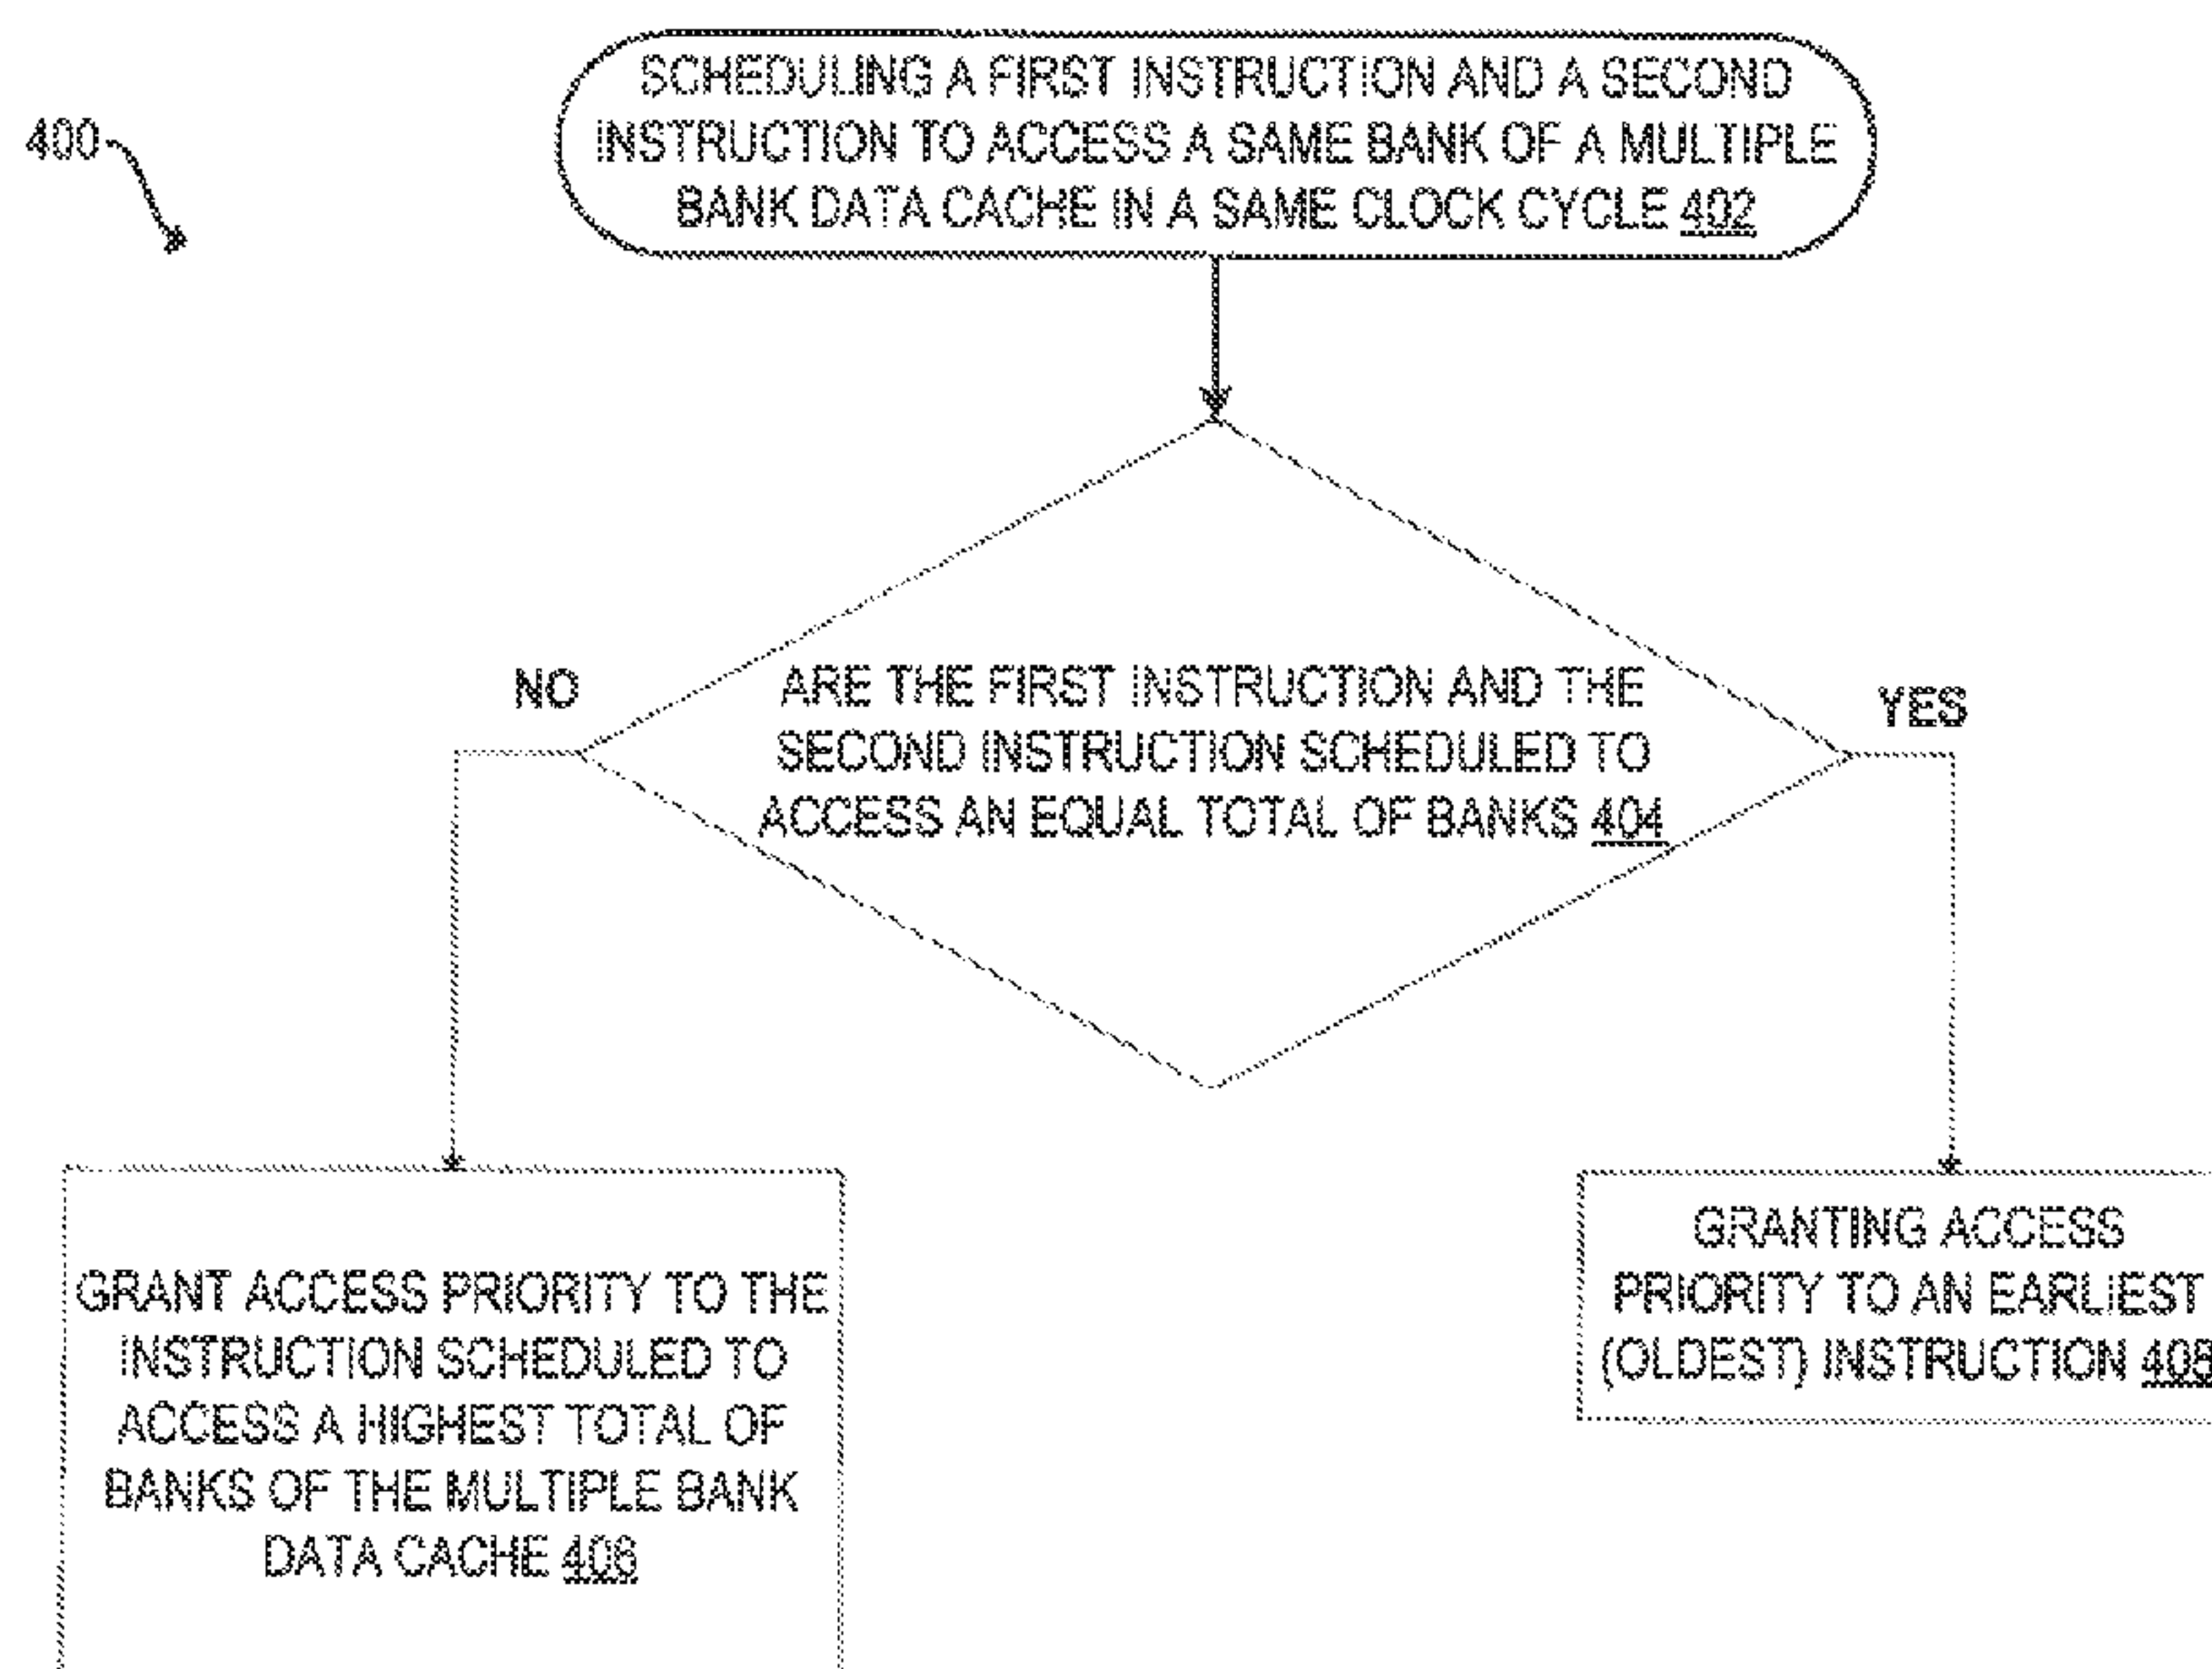 400
SCHEDULING A FIRST INSTRUCTION AND A SECOND
INSTRUCTION TO ACCESS A SAME BANK OF A MULTIPLE
BANK DATA CACHE IN A SAME CLOCK CYCLE 402
NO
ARE THE FIRST INSTRUCTION AND THE
SECOND INSTRUCTION SCHEDULED TO
ACCESS AN EQUAL TOTAL OF BANKS 404
YES
GRANT ACCESS PRIORITY TO THE
INSTRUCTION SCHEDULED TO
ACCESS A HIGHEST TOTAL OF
BANKS OF THE MULTIPLE BANK
DATA CACHE 406
GRANTING ACCESS
PRIORITY TO AN EARLIEST
(OLDEST) INSTRUCTION 408